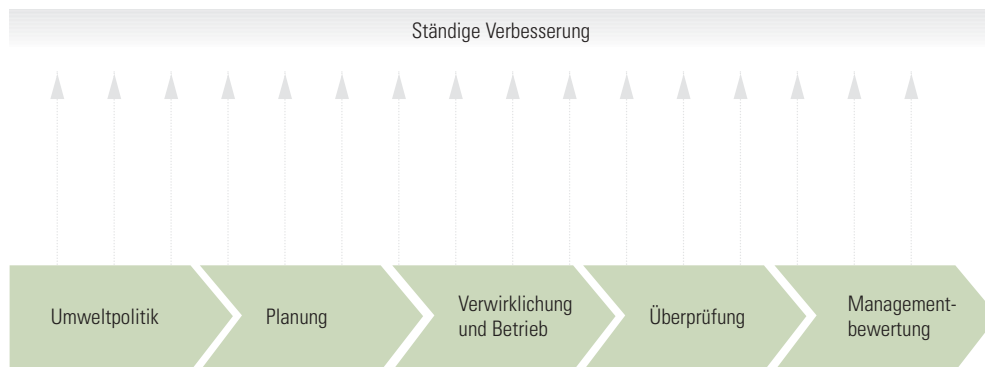 Ständige Verbesserung
Umweltpolitik
Planung
Verwirklichung
und Betrieb
Überprüfung
Management-
bewertung